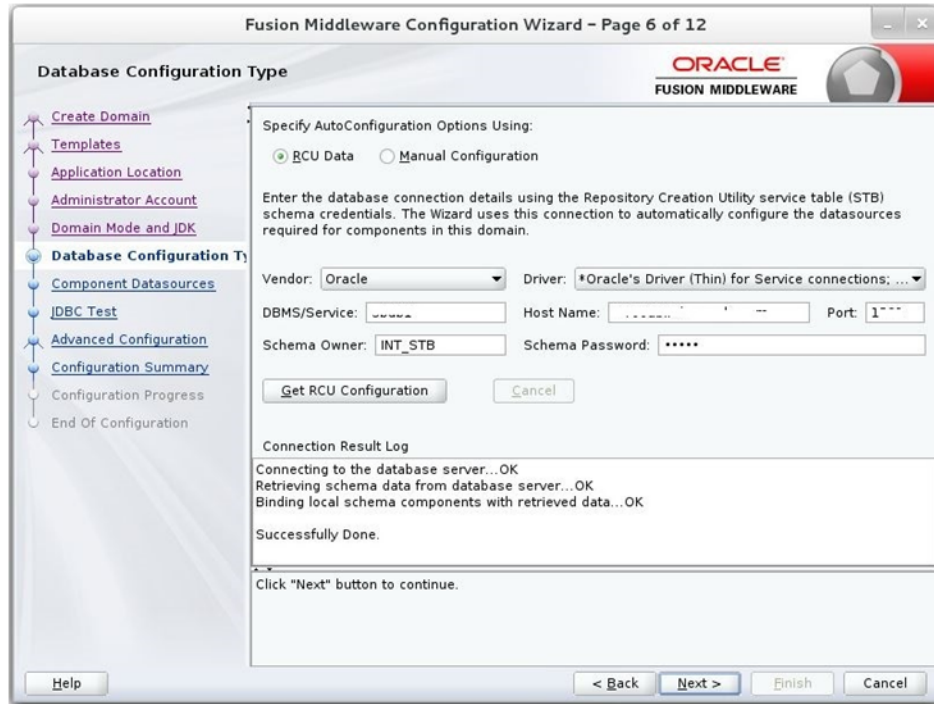 Fusion Middleware Configuration Wizard – Page 6 of 12
Database Configuration Type
ORACLE
FUSION MIDDLEWARE
Create Domain
Templates
Application Location
Administrator Account
Domain Mode and JDK
Database Configuration Ty
Component Datasources
JDBC Test
Advanced Configuration
Configuration Summary
Configuration Progress
End Of Configuration
Specify AutoConfiguration Options Using:
RCU Data Manual Configuration
Enter the database connection details using the Repository Creation Utility service table (STB)
schema credentials. The Wizard uses this connection to automatically configure the datasources
required for components in this domain.
Vendor: Oracle Driver: *Oracle's Driver (Thin) for Service connections; ...
DBMS/Service: Host Name: Port:
Schema Owner: INT_STB Schema Password: •••••
Get RCU Configuration Cancel
Connection Result Log
Connecting to the database server...OK
Retrieving schema data from database server...OK
Binding local schema components with retrieved data...OK
Successfully Done.
Click "Next" button to continue.
Help < Back Next > Finish Cancel